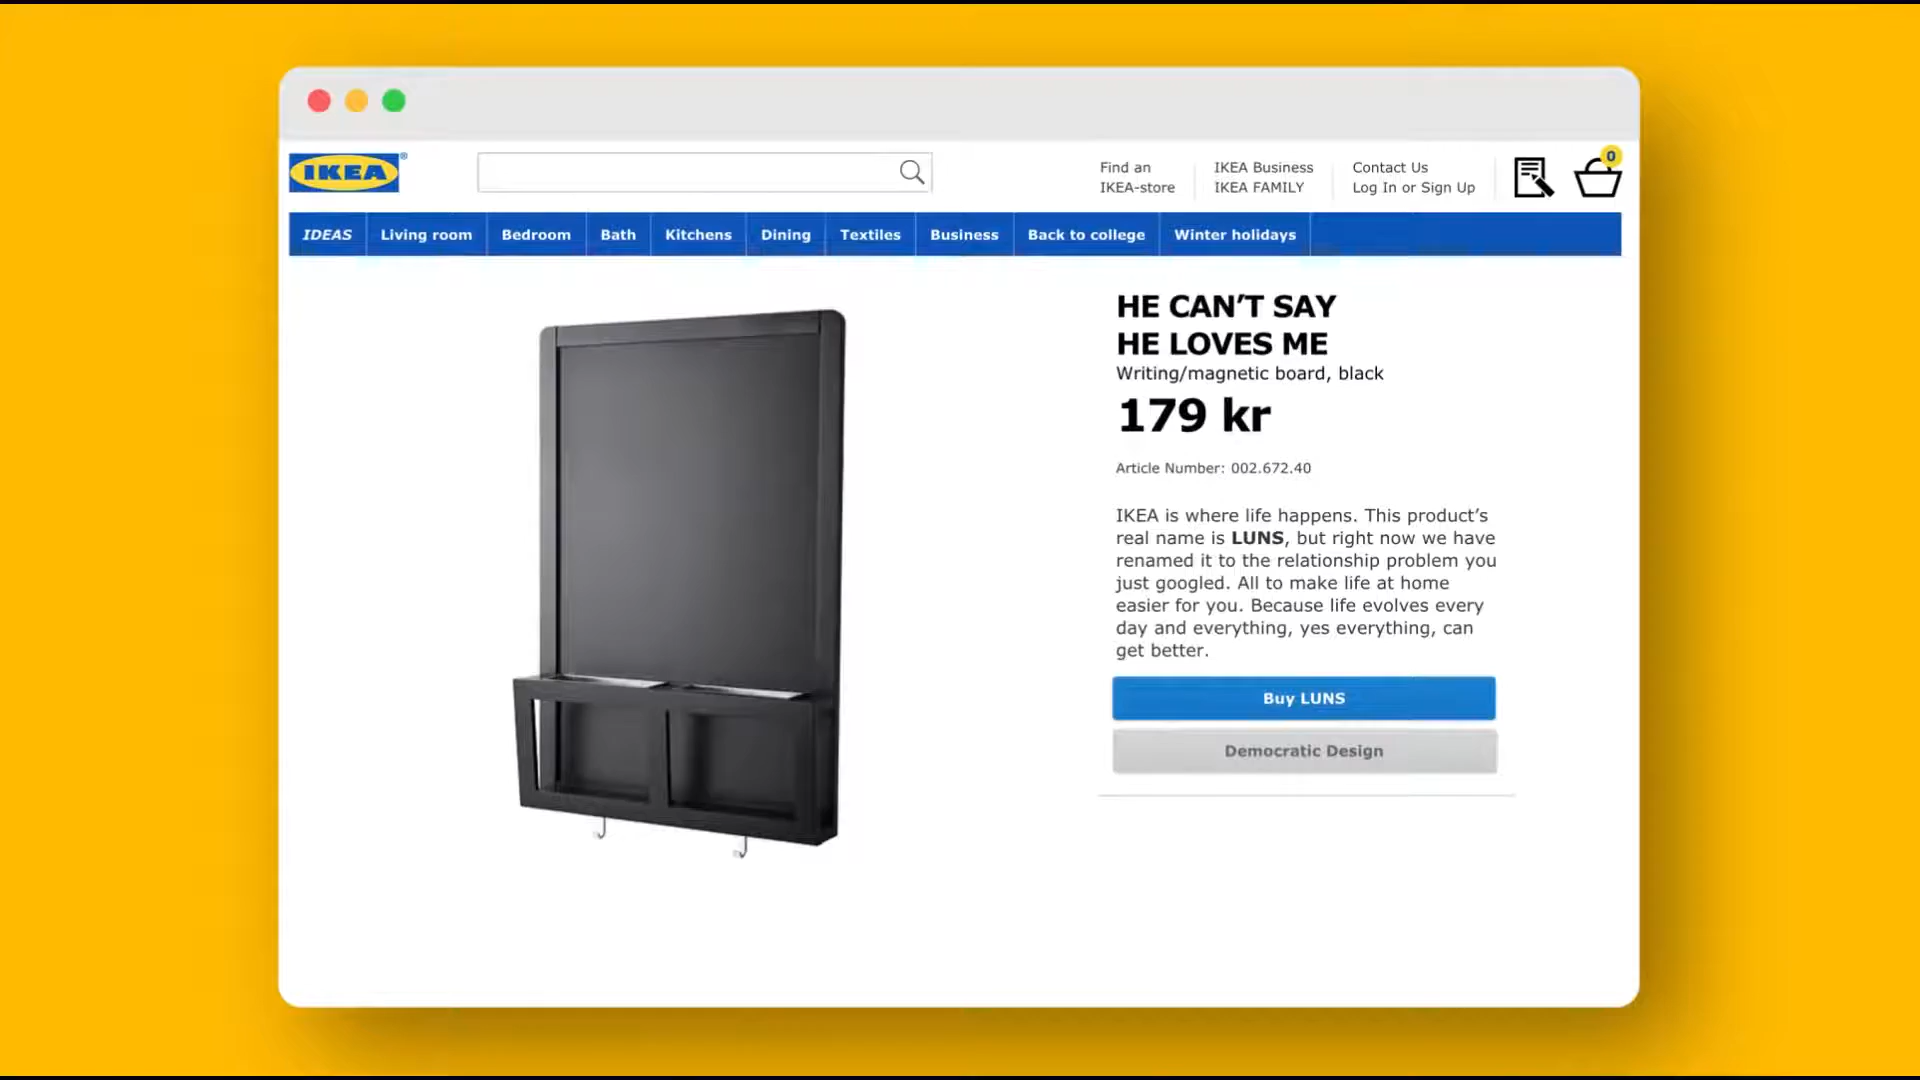 IKEA
Find an
IKEA-store
IKEA Business
IKEA FAMILY
Contact Us
Log In or Sign Up
0
IDEAS
Living room
Bedroom
Bath
Kitchens
Dining
Textiles
Business
Back to college
Winter holidays
HE CAN’T SAY
HE LOVES ME
Writing/magnetic board, black
179 kr
Article Number: 002.672.40
IKEA is where life happens. This product’s
real name is LUNS, but right now we have
renamed it to the relationship problem you
just googled. All to make life at home
easier for you. Because life evolves every
day and everything, yes everything, can
get better.
Buy LUNS
Democratic Design